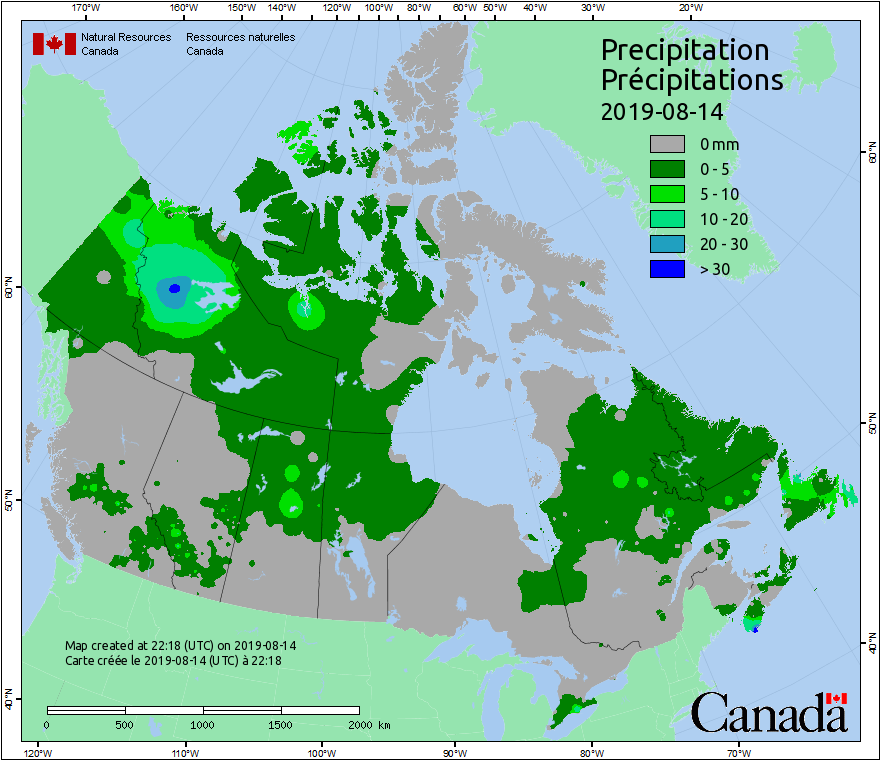 170°W 160°W 150°W 140°W 120°W 100°W 80°W 60°W 50°W 40°W 30°W 20°W
Natural Resources Ressources naturelles
Canada Canada
Precipitation
Précipitations
2019-08-14
0 mm
0 - 5
5 - 10
10 - 20
20 - 30
> 30
60°N
60°N
50°N
50°N
40°N
40°N
Map created at 22:18 (UTC) on 2019-08-14
Carte créée le 2019-08-14 (UTC) à 22:18
0 500 1000 1500 2000 km
Canada
120°W 110°W 100°W 90°W 80°W 70°W